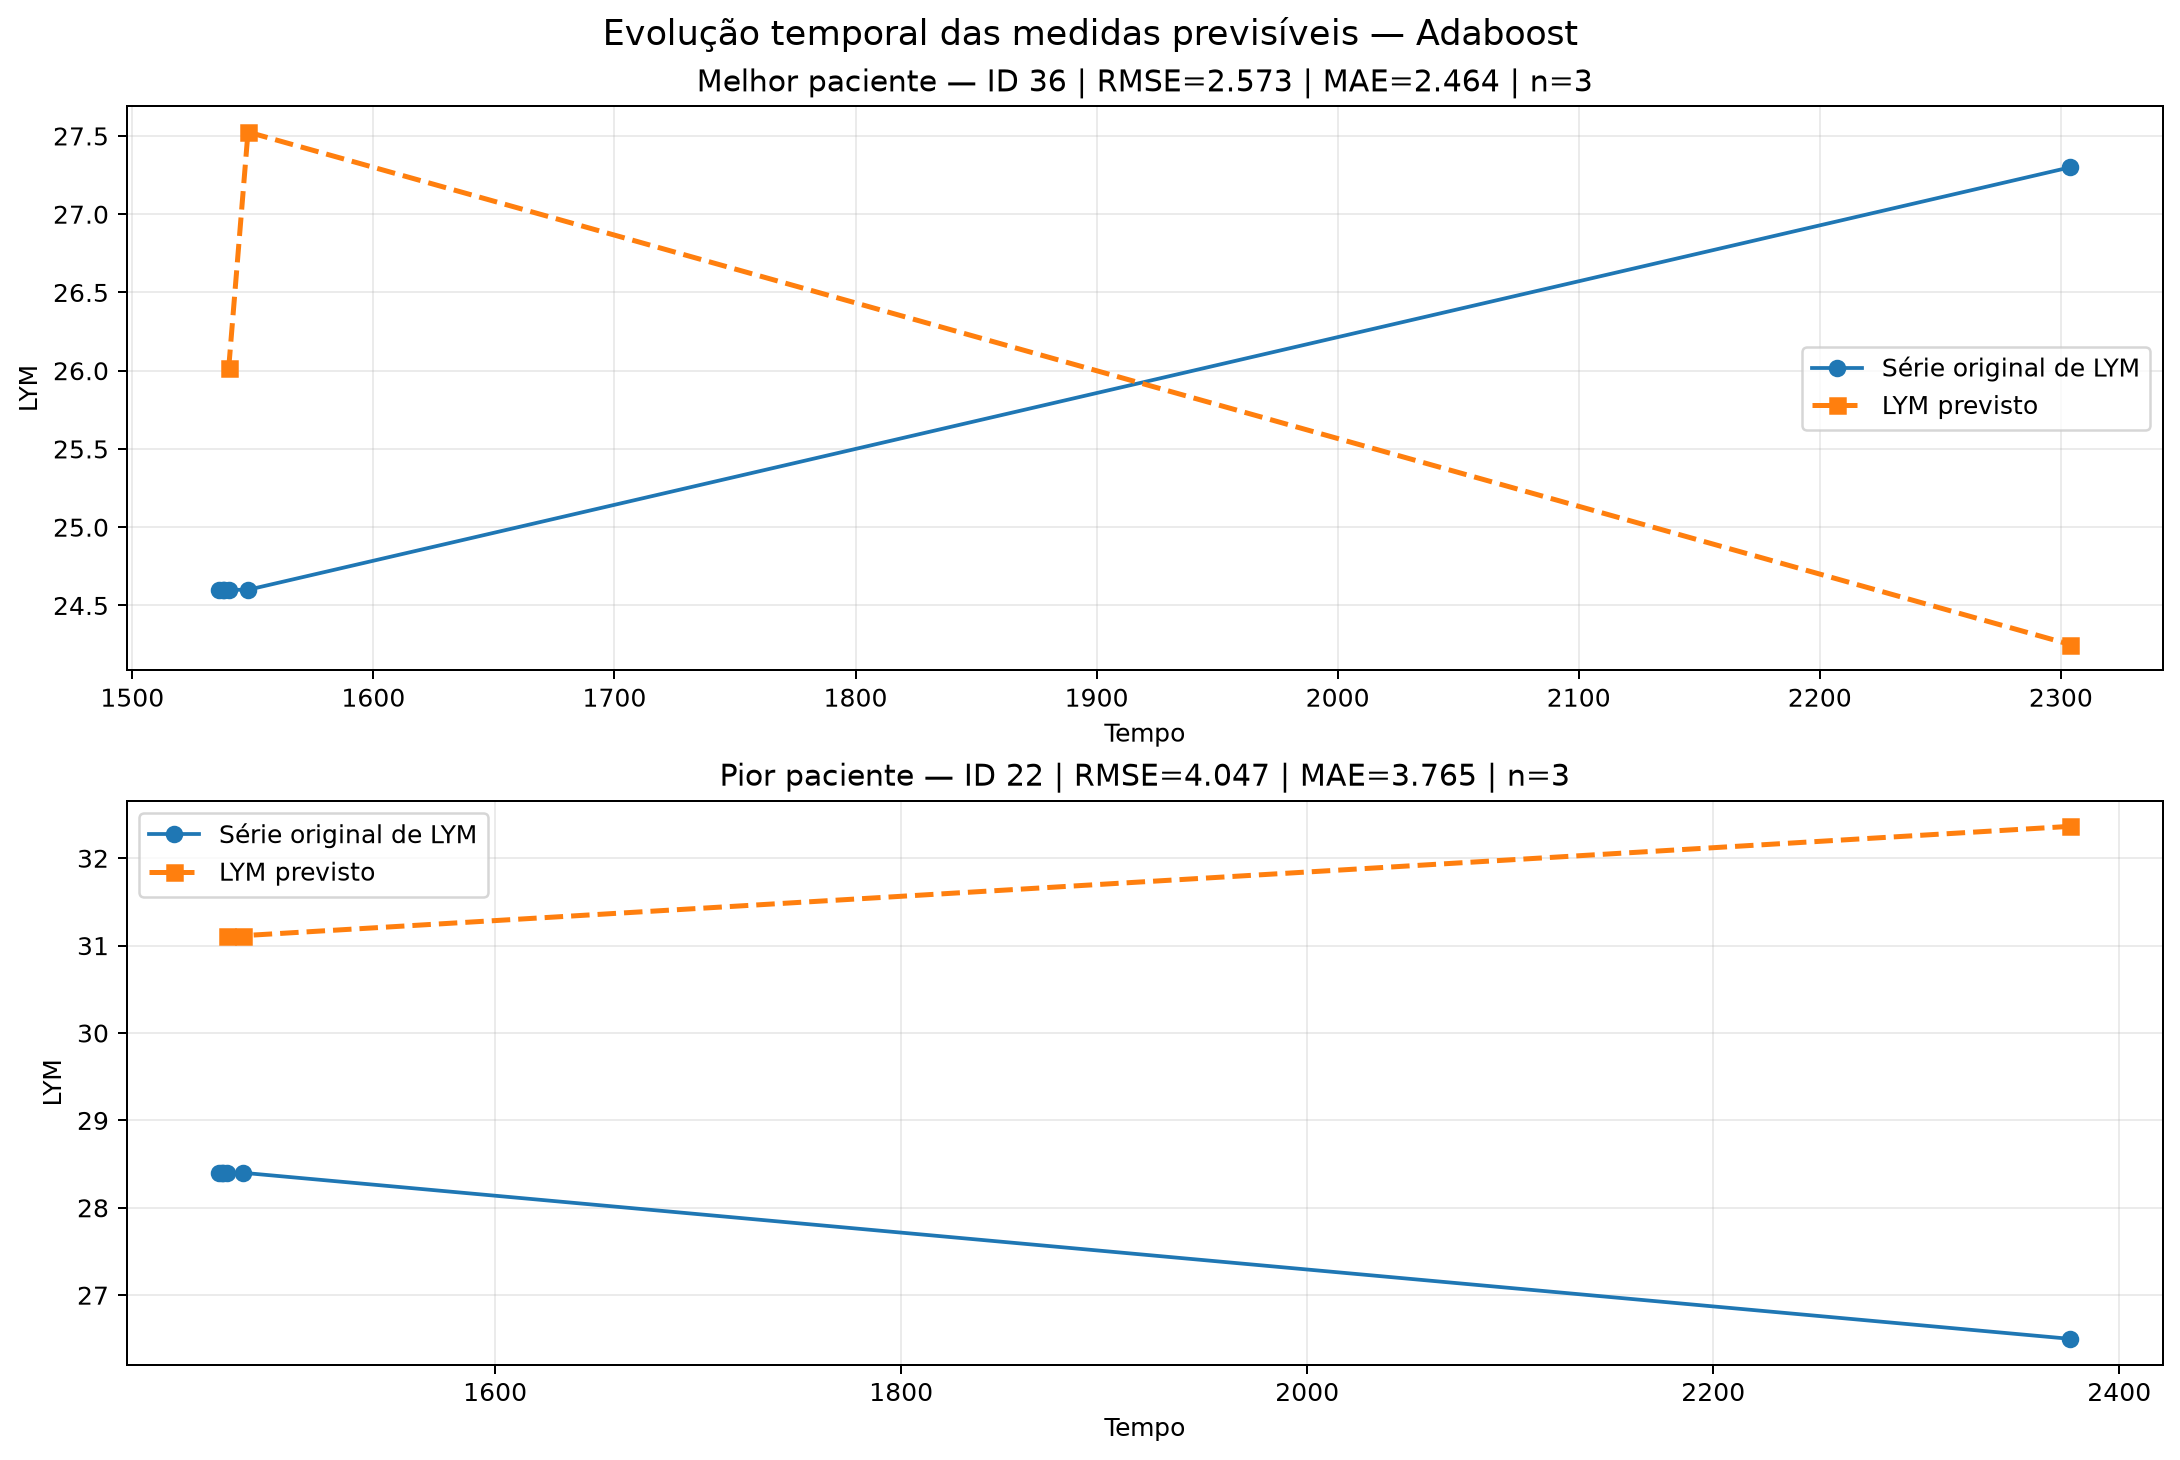 Evolução temporal das medidas previsíveis — Adaboost
Melhor paciente — ID 36 | RMSE=2.573 | MAE=2.464 | n=3
27.5
27.0
26.5
26.0
25.5
25.0
24.5
LYM
Série original de LYM
LYM previsto
1500 1600 1700 1800 1900 2000 2100 2200 2300
Tempo
Pior paciente — ID 22 | RMSE=4.047 | MAE=3.765 | n=3
Série original de LYM
LYM previsto
32
31
30
29
28
27
LYM
1600 1800 2000 2200 2400
Tempo